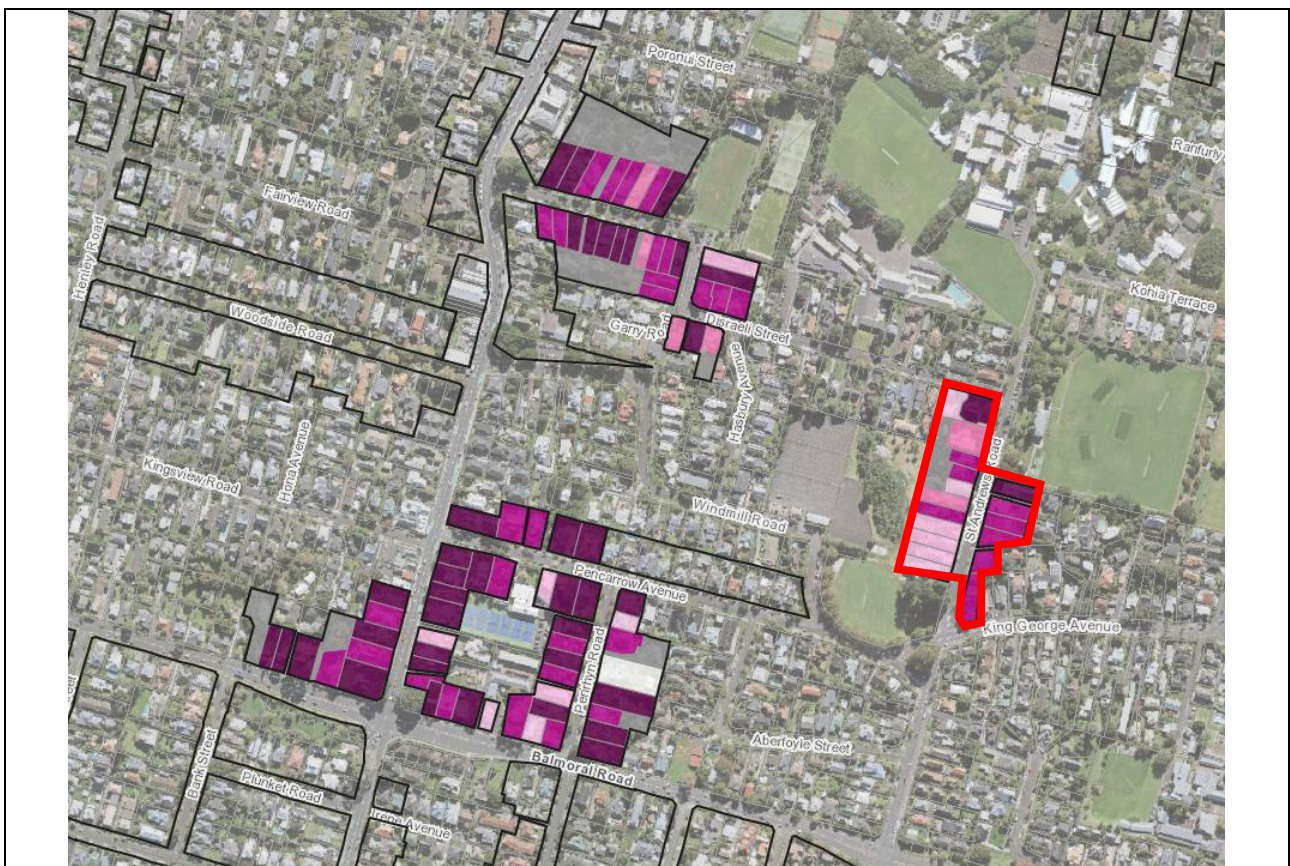 Poronui Street
Ranfurly
Fairview Road
Henley Road
Kohia Terrace
Woodside Road
Garry Road
Disraeli Street
Hasbury Avenue
Hona Avenue
Kingsview Road
St Andrews Road
Windmill Road
Pencarrow Avenue
King George Avenue
Penrhyn Road
Street
Aberfoyle Street
Bank Street
Balmoral Road
Plunket Road
Irene Avenue